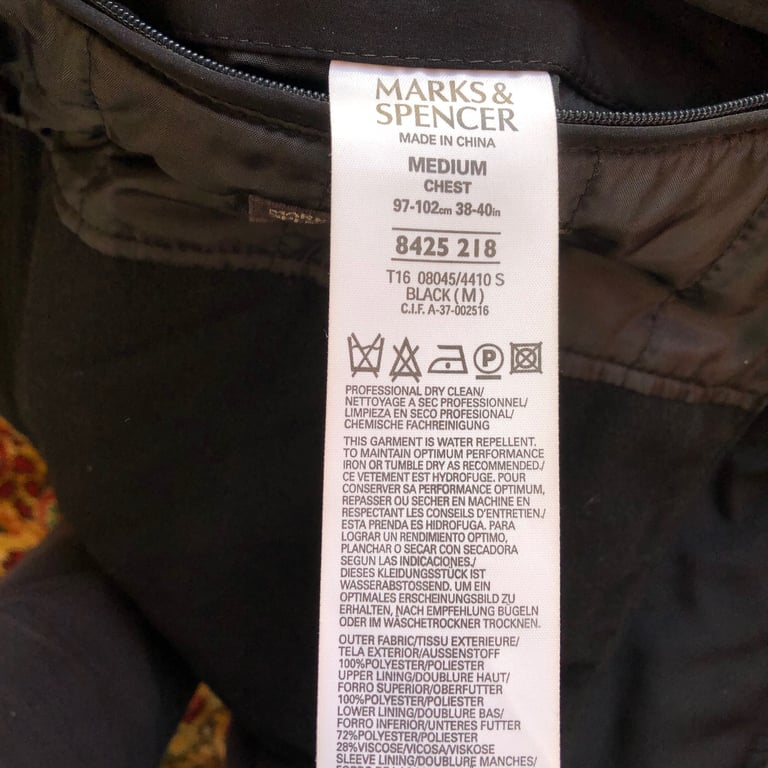 MARKS &
SPENCER
MADE IN CHINA
MEDIUM
CHEST
97-102cm 38-40in
8425 218
T16 08045/4410 S
BLACK (M)
C.I.F. A-37-002516
P
PROFESSIONAL DRY CLEAN/
NETTOYAGE A SEC PROFESSIONNEL/
LIMPIEZA EN SECO PROFESIONAL/
CHEMISCHE FACHREINIGUNG
THIS GARMENT IS WATER REPELLENT.
TO MAINTAIN OPTIMUM PERFORMANCE
IRON OR TUMBLE DRY AS RECOMMENDED./
CE VETEMENT EST HYDROFUGE. POUR
CONSERVER SA PERFORMANCE OPTIMUM,
REPASSER OU SECHER EN MACHINE EN
RESPECTANT LES CONSEILS D'ENTRETIEN./
ESTA PRENDA ES HIDROFUGA. PARA
LOGRAR UN RENDIMIENTO OPTIMO,
PLANCHAR O SECAR CON SECADORA
SEGUN LAS INDICACIONES./
DIESES KLEIDUNGSSTÜCK IST
WASSERABSTOSSEND. UM EIN
OPTIMALES ERSCHEINUNGSBILD ZU
ERHALTEN, NACH EMPFEHLUNG BÜGELN
ODER IM WÄSCHETROCKNER TROCKNEN.
OUTER FABRIC/TISSU EXTERIEURE/
TELA EXTERIOR/AUSSENSTOFF
100%POLYESTER/POLIESTER
UPPER LINING/DOUBLURE HAUT/
FORRO SUPERIOR/OBERFUTTER
100%POLYESTER/POLIESTER
LOWER LINING/DOUBLURE BAS/
FORRO INFERIOR/UNTERES FUTTER
72%POLYESTER/POLIESTER
28%VISCOSE/VICOSA/VISKOSE
SLEEVE LINING/DOUBLURE MANCHES/